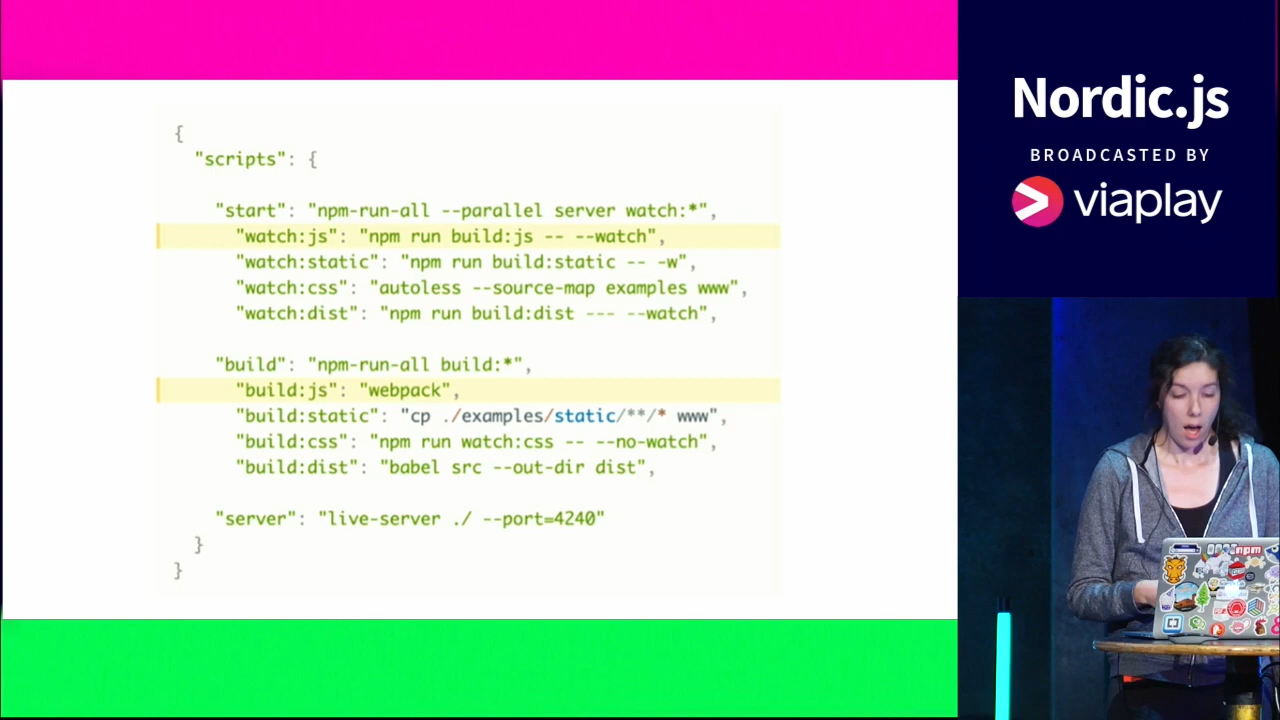 {
"scripts": {
"start": "npm-run-all --parallel server watch:*",
"watch:js": "npm run build:js -- --watch",
"watch:static": "npm run build:static -- -w",
"watch:css": "autoless --source-map examples www",
"watch:dist": "npm run build:dist --- --watch",
"build": "npm-run-all build:*",
"build:js": "webpack",
"build:static": "cp ./examples/static/**/* www",
"build:css": "npm run watch:css -- --no-watch",
"build:dist": "babel src --out-dir dist",
"server": "live-server ./ --port=4240"
}
}
Nordic.js
BROADCASTED BY
viaplay
npm